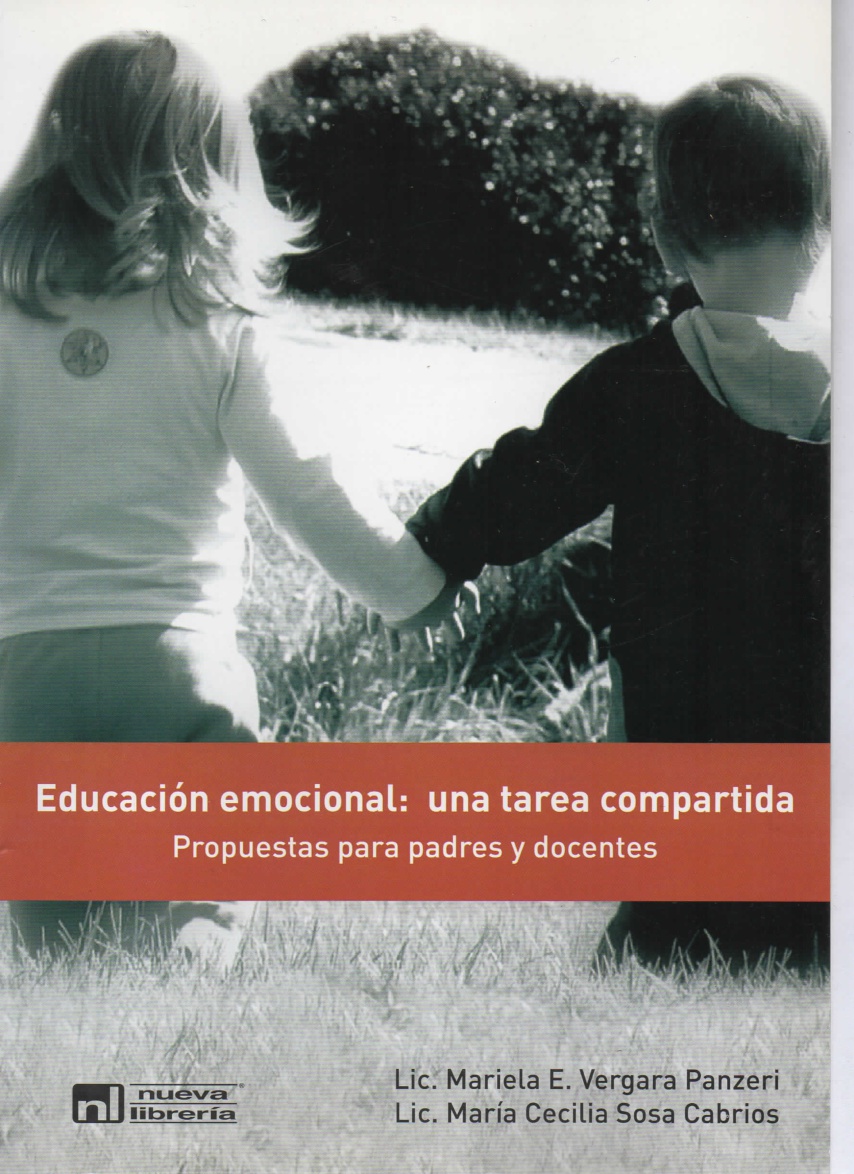 Educación emocional: una tarea compartida
Propuestas para padres y docentes
Lic. Mariela E. Vergara Panzeri
Lic. María Cecilia Sosa Cabrios
nl nueva®
librería